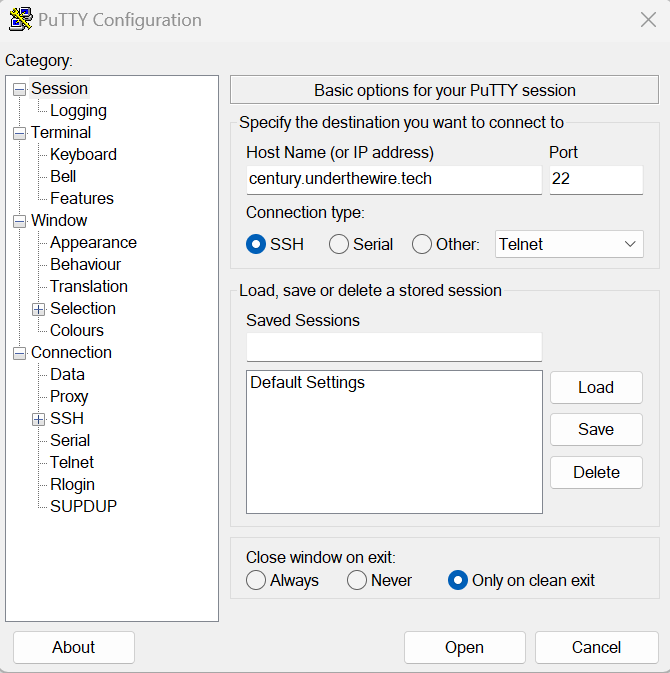 PuTTY Configuration
Category:
Session
Logging
Terminal
Keyboard
Bell
Features
Window
Appearance
Behaviour
Translation
Selection
Colours
Connection
Data
Proxy
SSH
Serial
Telnet
Rlogin
SUPDUP
Basic options for your PuTTY session
Specify the destination you want to connect to
Host Name (or IP address) Port
century.underthewire.tech 22
Connection type:
SSH Serial Other: Telnet
Load, save or delete a stored session
Saved Sessions
Default Settings
Load
Save
Delete
Close window on exit:
Always Never Only on clean exit
About Open Cancel